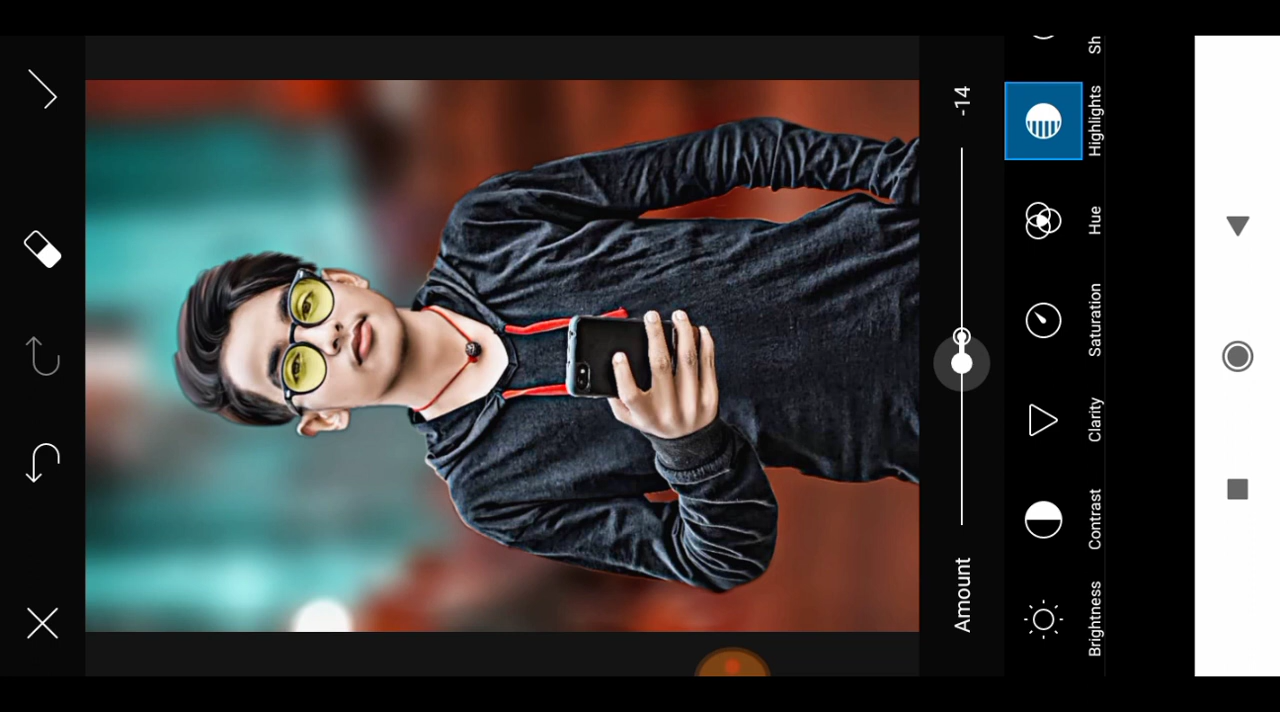 Amount -14
Brightness
Contrast
Clarity
Saturation
Hue
Highlights
Sh